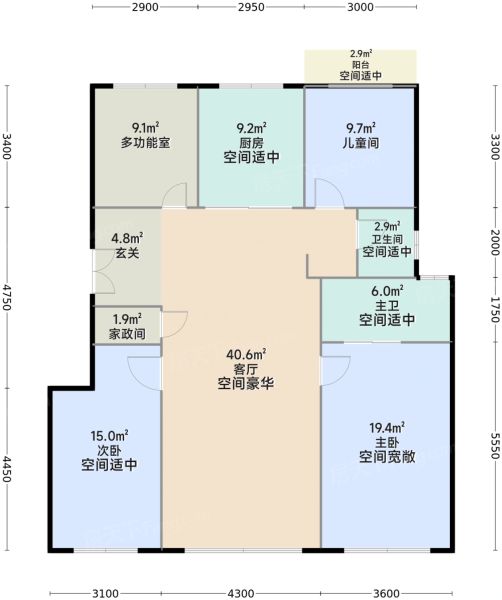 2900
2950
3000
2.9㎡
阳台
空间适中
9.1㎡
多功能室
9.2㎡
厨房
空间适中
9.7㎡
儿童间
3400
3300
4.8㎡
玄关
2.9㎡
卫生间
空间适中
2000
6.0㎡
主卫
空间适中
4750
1750
1.9㎡
家政间
40.6㎡
客厅
空间豪华
15.0㎡
次卧
空间适中
19.4㎡
主卧
空间宽敞
4450
5550
3100
4300
3600